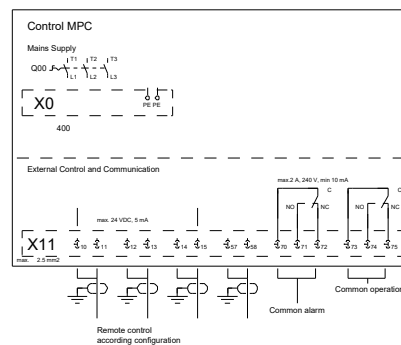 Control MPC
Mains Supply
T1 T2 T3
Q00
L1 L2 L3
X0
PE PE
400
External Control and Communication
max.2 A, 240 V, min 10 mA
C C
max. 24 VDC, 5 mA
NO NC NO NC
X11
10 11 12 13 14 15 57 58 70 71 72 73 74 75
max. 2.5 mm2
Common operation
Common alarm
Remote control
according configuration